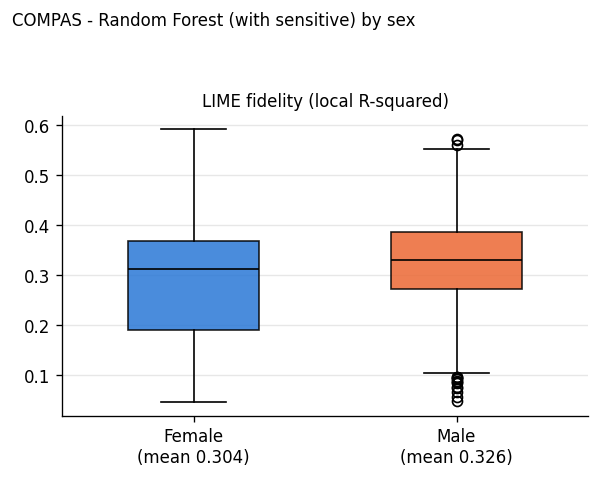 COMPAS - Random Forest (with sensitive) by sex
LIME fidelity (local R-squared)
0.6
0.5
0.4
0.3
0.2
0.1
Female
(mean 0.304)
Male
(mean 0.326)